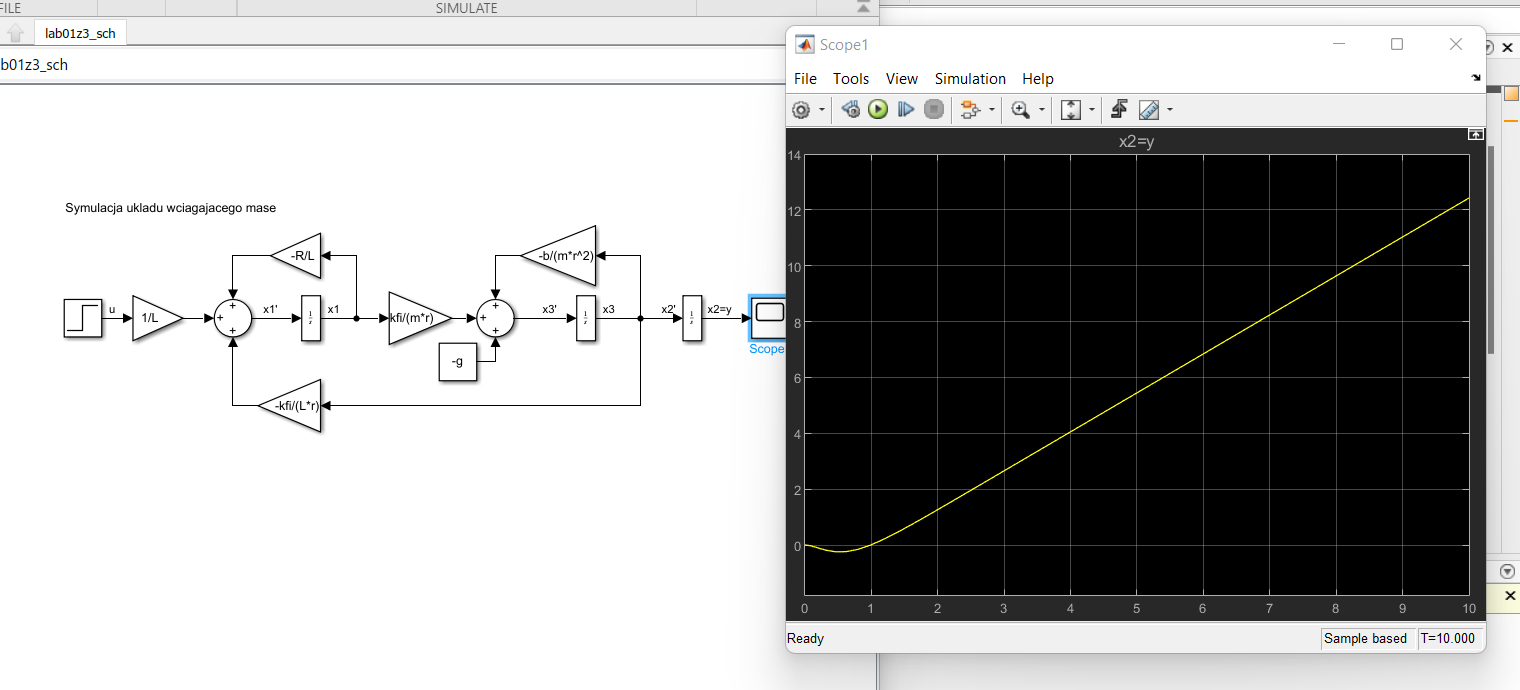 FILE
SIMULATE
lab01z3_sch
b01z3_sch
Symulacja ukladu wciagajacego mase
-R/L
-b/(m*r^2)
u
1/L
x1'
x1
kfi/(m*r)
x3'
x3
x2'
x2=y
-g
-kfi/(L*r)
Scope
Scope1
File Tools View Simulation Help
x2=y
14
12
10
8
6
4
2
0
0 1 2 3 4 5 6 7 8 9 10
Ready
Sample based T=10.000